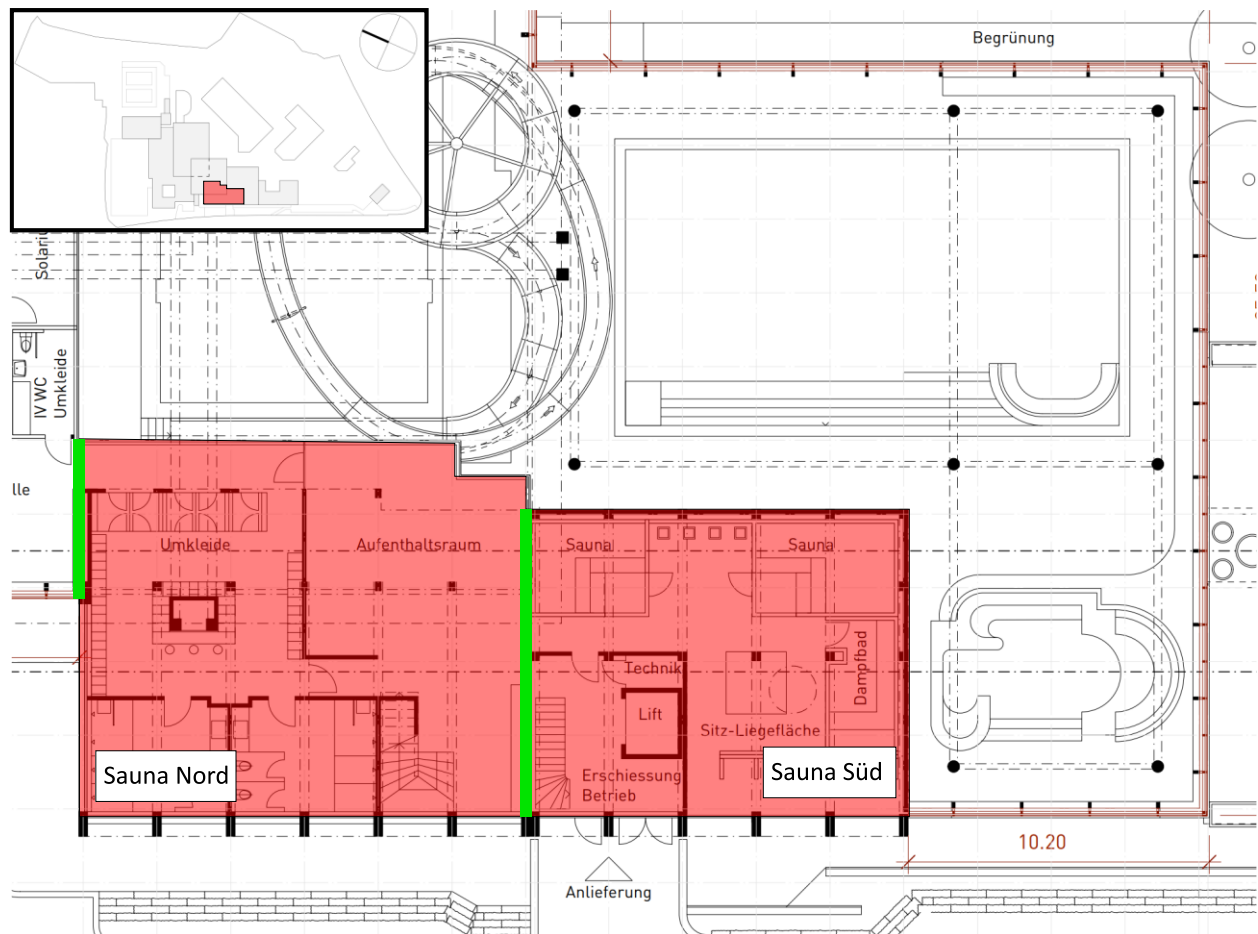 Begrünung
Solariu
IV WC
Umkleide
lle
Umkleide
Aufenthaltsraum
Sauna
Sauna
Technik
Dampfbad
Lift
Sitz-Liegefläche
Sauna Nord
Sauna Süd
Erschiessung
Betrieb
10.20
Anlieferung